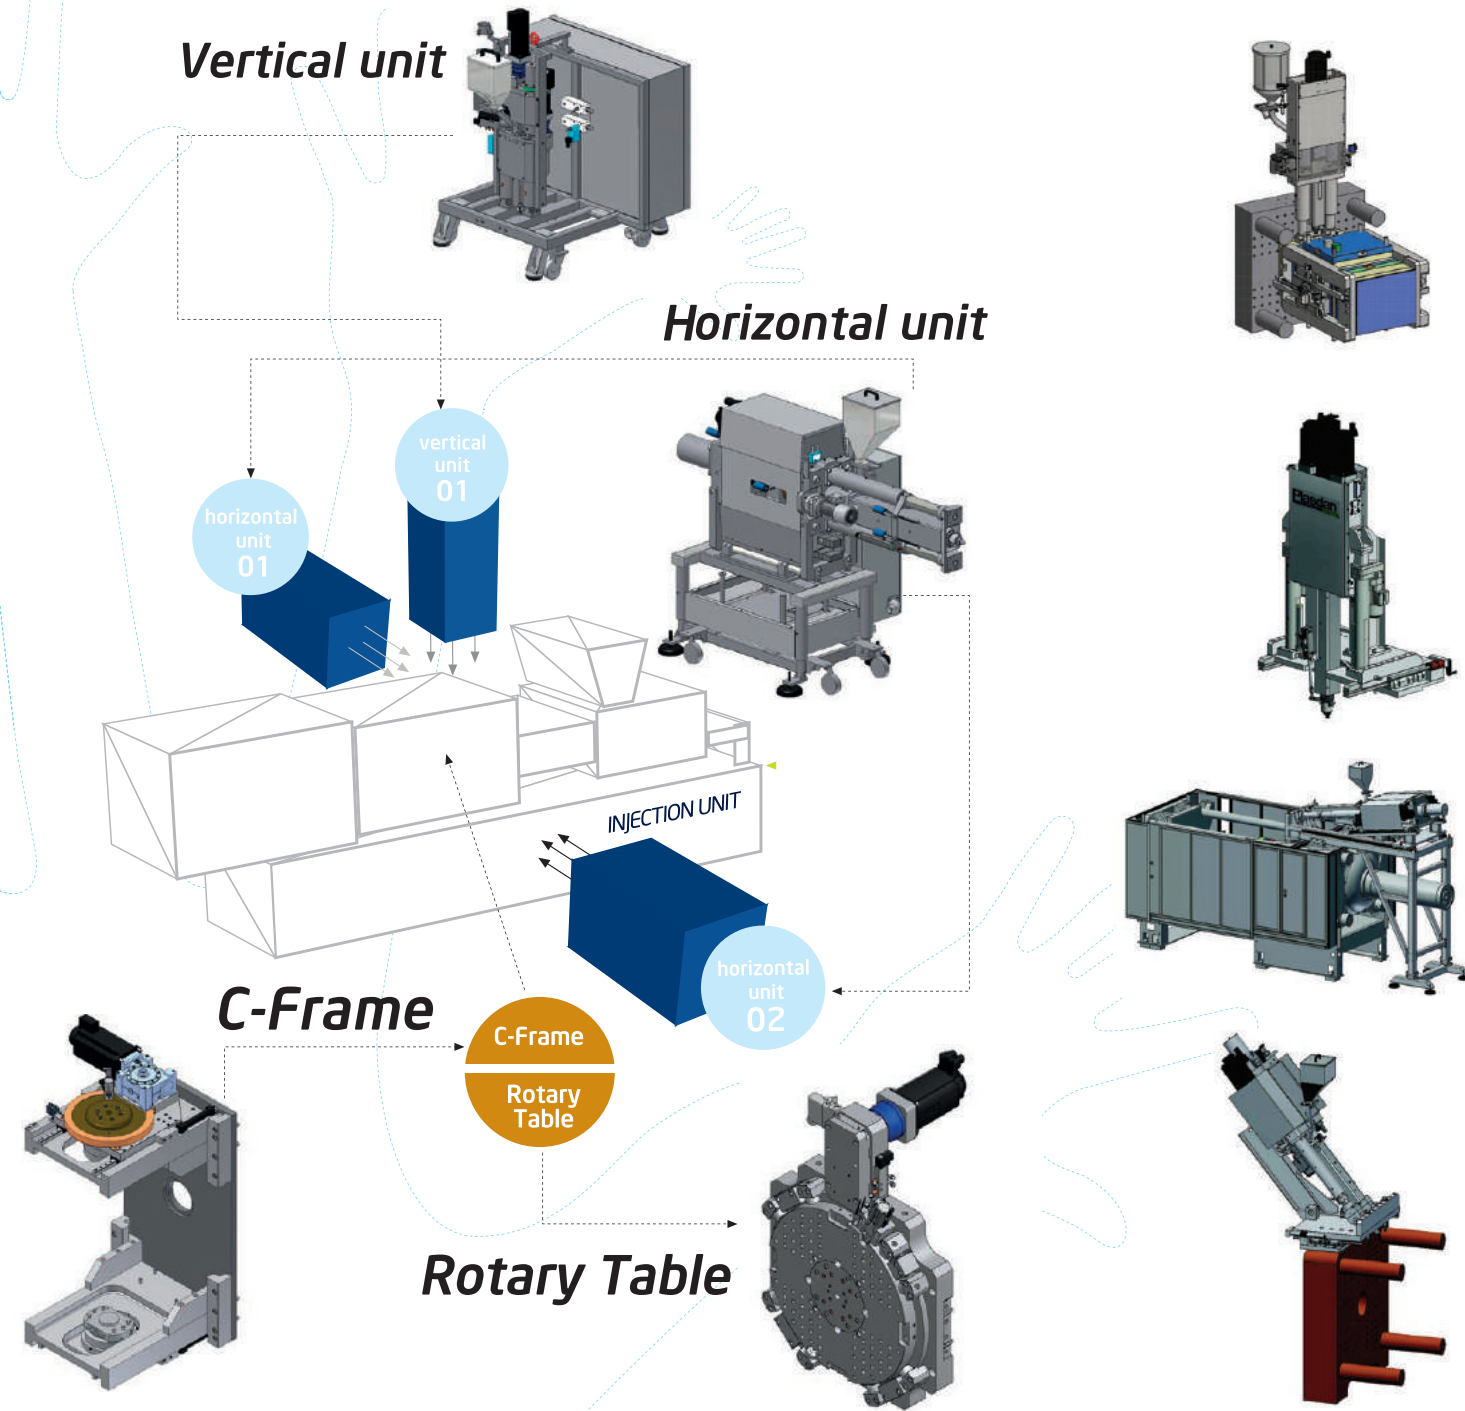 Vertical unit
Horizontal unit
vertical
unit
01
horizontal
unit
01
Plasdan
INJECTION UNIT
horizontal
unit
02
C-Frame
C-Frame
Rotary
Table
Rotary Table